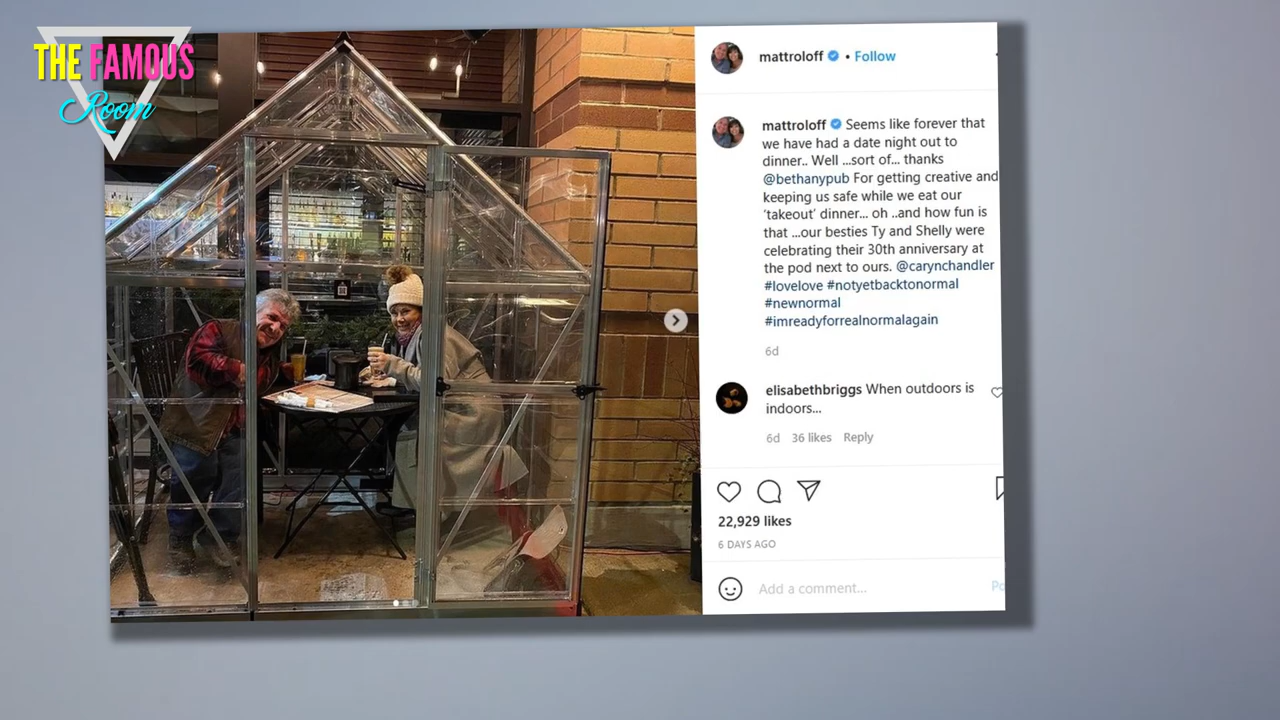 THE FAMOUS
Room
mattroloff • Follow
mattroloff Seems like forever that
we have had a date night out to
dinner.. Well ...sort of... thanks
@bethanypub For getting creative and
keeping us safe while we eat our
'takeout' dinner... oh ..and how fun is
that ...our besties Ty and Shelly were
celebrating their 30th anniversary at
the pod next to ours. @carynchandler
#lovelove #notyetbacktonormal
#newnormal
#imreadyforrealnormalagain
6d
elisabethbriggs When outdoors is
indoors...
6d 36 likes Reply
22,929 likes
6 DAYS AGO
Add a comment... Po